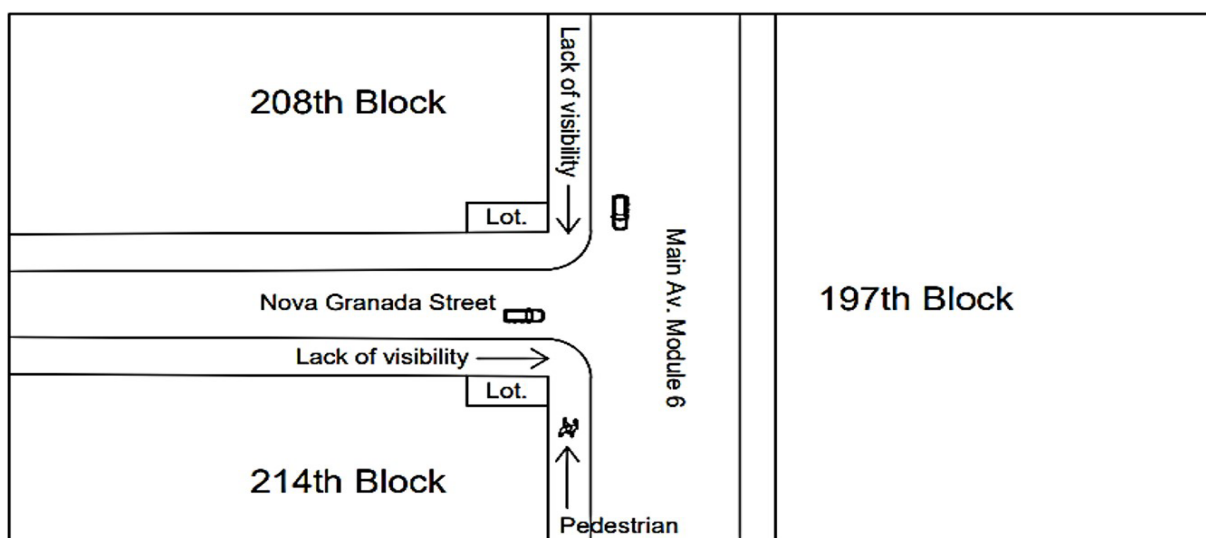 208th Block
Lack of visibility
Lot.
Main Av. Module 6
197th Block
Nova Granada Street
Lack of visibility
Lot.
214th Block
Pedestrian